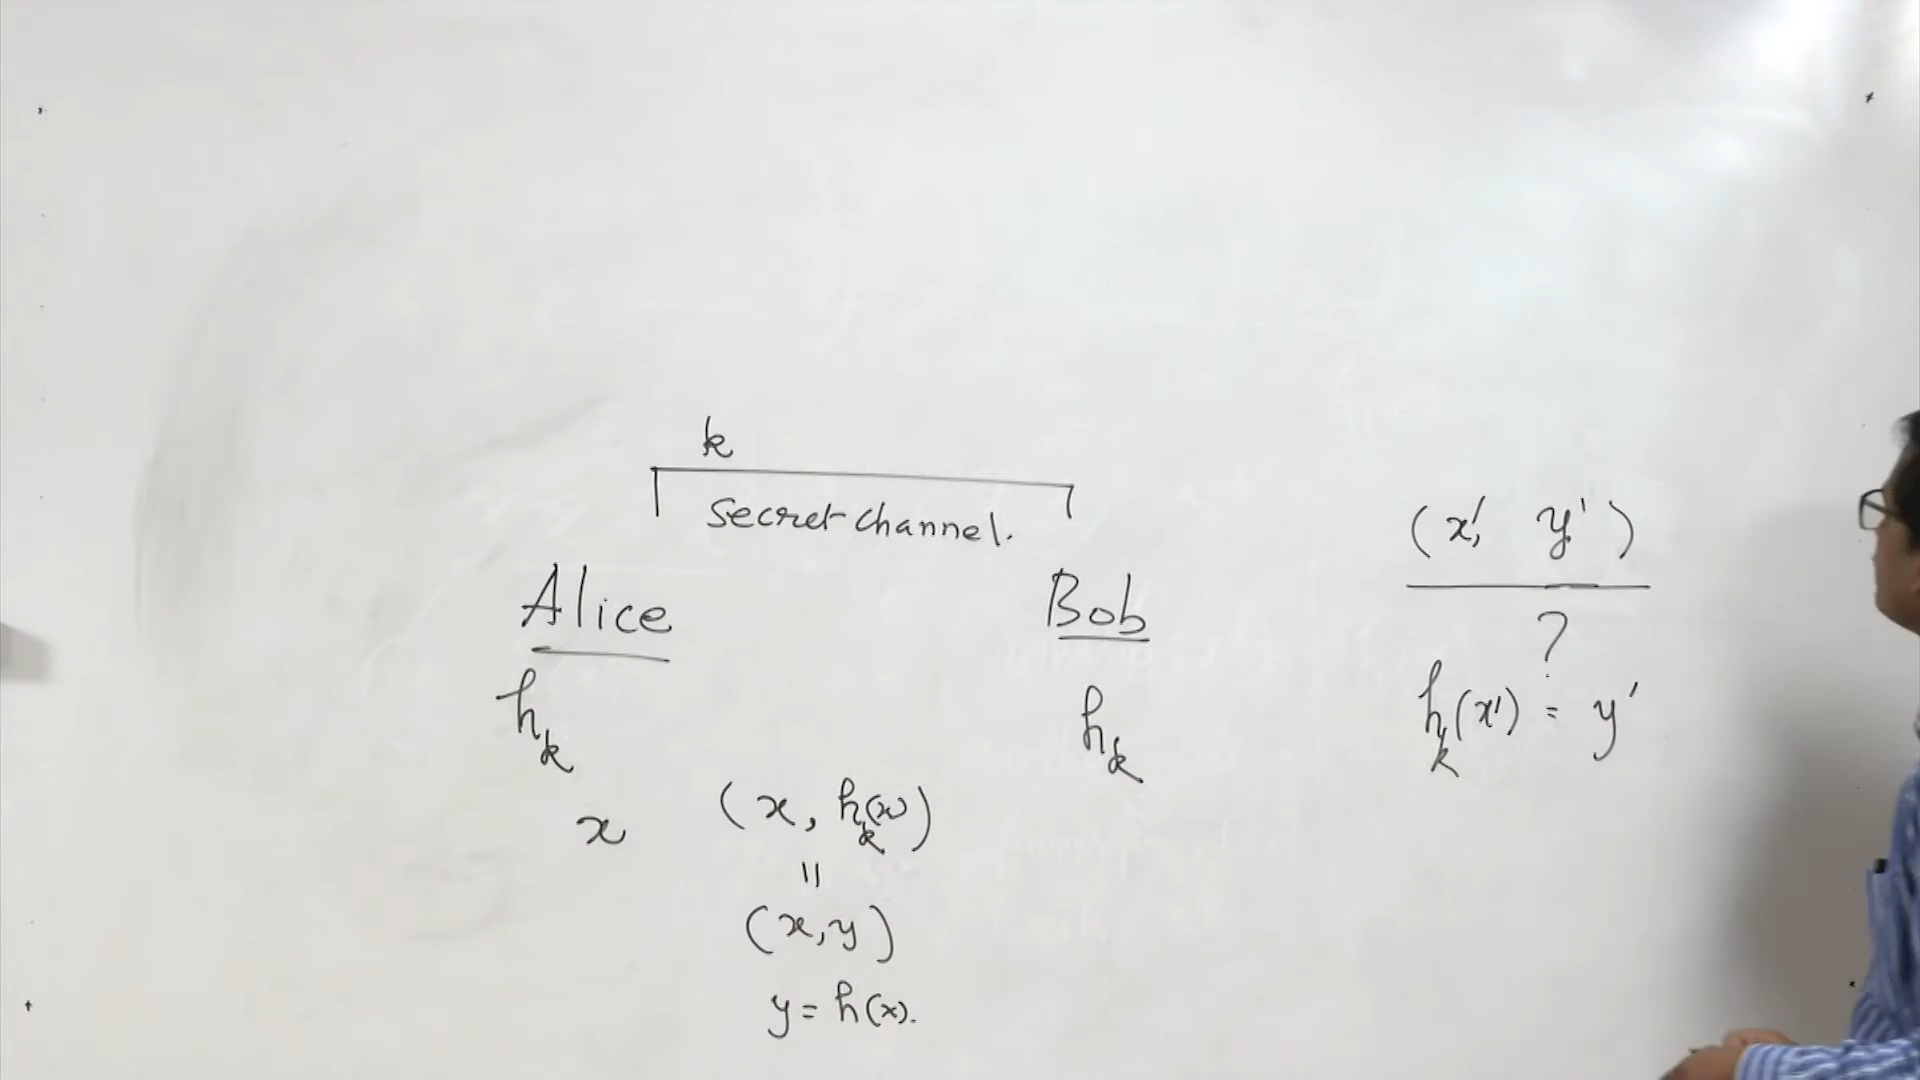 k
secret channel.
Alice
Bob
h_k
h_k
x
(x, h_k(x))
=
(x, y)
y = h(x).
(x', y')
?
h_k(x') = y'